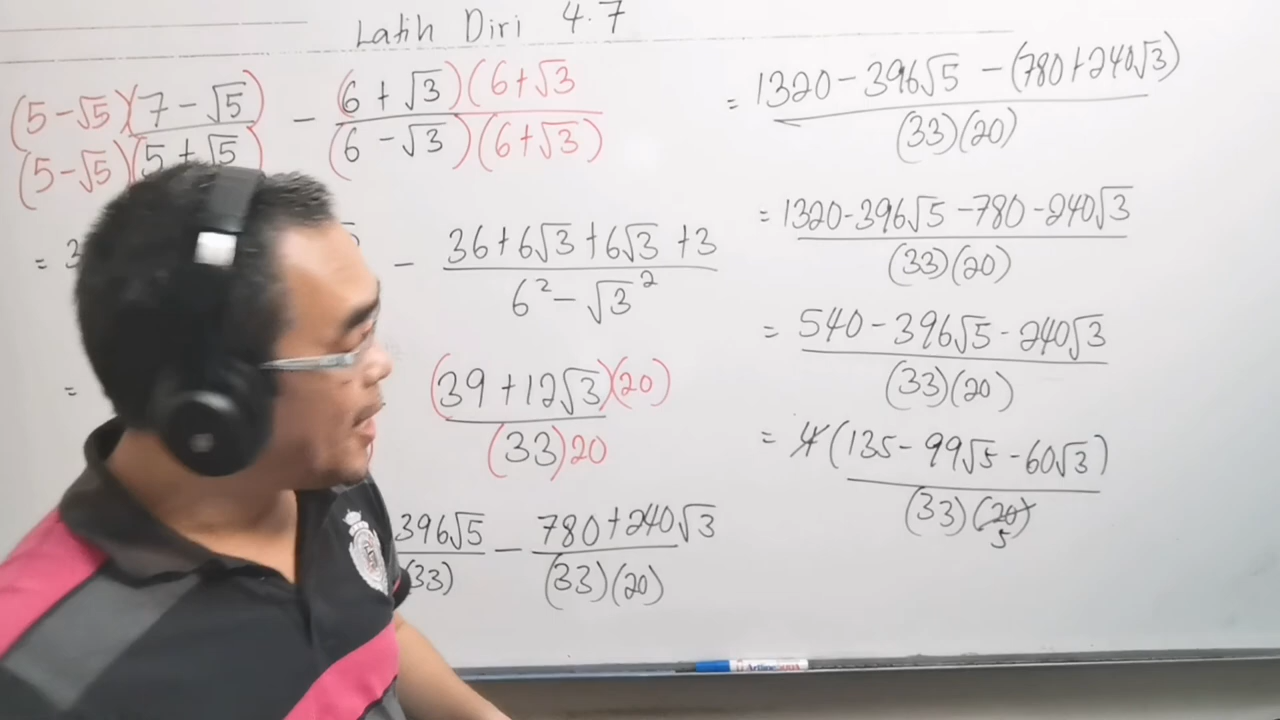 Latih Diri 4.7
(5-√5)(7-√5) - (6+√3)(6+√3
(5-√5)(5+√5) (6-√3)(6+√3)
= 3 - 36+6√3+6√3+3
6²-√3²
= (39+12√3)(20)
(33)20
396√5 - 780+240√3
(33) (33)(20)
= 1320-396√5-(780+240√3)
(33)(20)
= 1320-396√5-780-240√3
(33)(20)
= 540-396√5-240√3
(33)(20)
= 4(135-99√5-60√3)
(33)(20)
5
Artline 500A